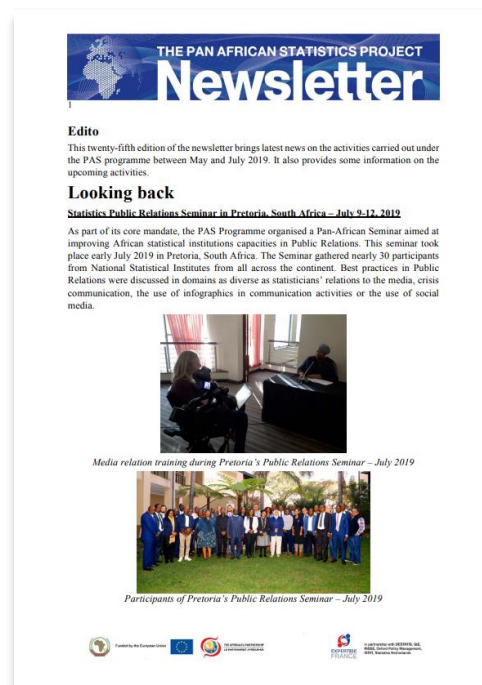 THE PAN AFRICAN STATISTICS PROJECT
Newsletter
1
Edito
This twenty-fifth edition of the newsletter brings latest news on the activities carried out under
the PAS programme between May and July 2019. It also provides some information on the
upcoming activities.
Looking back
Statistics Public Relations Seminar in Pretoria, South Africa – July 9-12, 2019
As part of its core mandate, the PAS Programme organised a Pan-African Seminar aimed at
improving African statistical institutions capacities in Public Relations. This seminar took
place early July 2019 in Pretoria, South Africa. The Seminar gathered nearly 30 participants
from National Statistical Institutes from all across the continent. Best practices in Public
Relations were discussed in domains as diverse as statisticians' relations to the media, crisis
communication, the use of infographics in communication activities or the use of social
media.
Media relation training during Pretoria's Public Relations Seminar – July 2019
Participants of Pretoria's Public Relations Seminar – July 2019
Funded by the European Union
THE AFRICA-EU PARTNERSHIP
LE PARTENARIAT AFRIQUE-UE
EXPERTISE
FRANCE